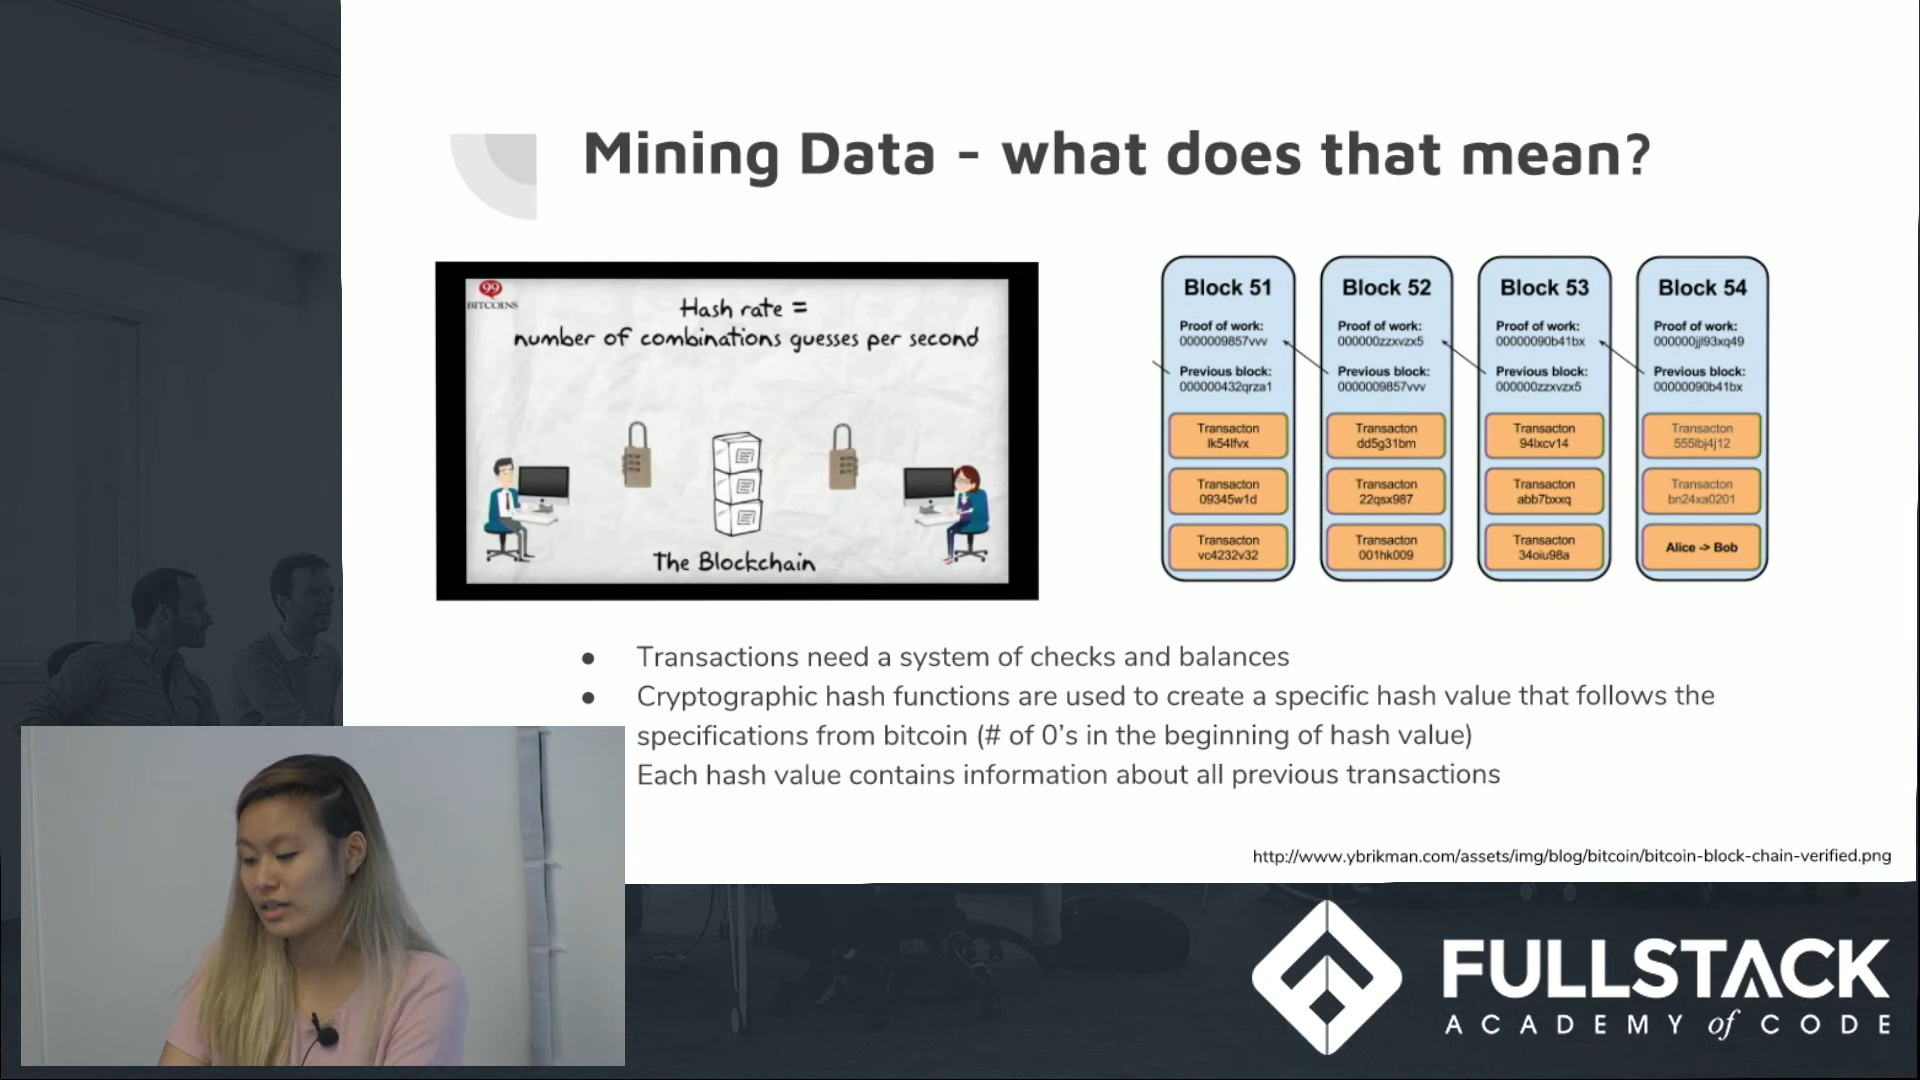 Mining Data - what does that mean?
99
BITCOINS
Hash rate =
number of combinations guesses per second
The Blockchain
Block 51
Proof of work:
0000009857vvv
Previous block:
000000432qrza1
Transacton
lk54lfvx
Transacton
09345w1d
Transacton
vc4232v32
Block 52
Proof of work:
000000zzxvzx5
Previous block:
0000009857vvv
Transacton
dd5g31bm
Transacton
22qsx987
Transacton
001hk009
Block 53
Proof of work:
00000090b41bx
Previous block:
000000zzxvzx5
Transacton
94lxcv14
Transacton
abb7bxxq
Transacton
34oiu98a
Block 54
Proof of work:
000000jjl93xq49
Previous block:
00000090b41bx
Transacton
555lbj4j12
Transacton
bn24xa0201
Alice -> Bob
● Transactions need a system of checks and balances
● Cryptographic hash functions are used to create a specific hash value that follows the
specifications from bitcoin (# of 0's in the beginning of hash value)
Each hash value contains information about all previous transactions
http://www.ybrikman.com/assets/img/blog/bitcoin/bitcoin-block-chain-verified.png
FULLSTACK
ACADEMY of CODE